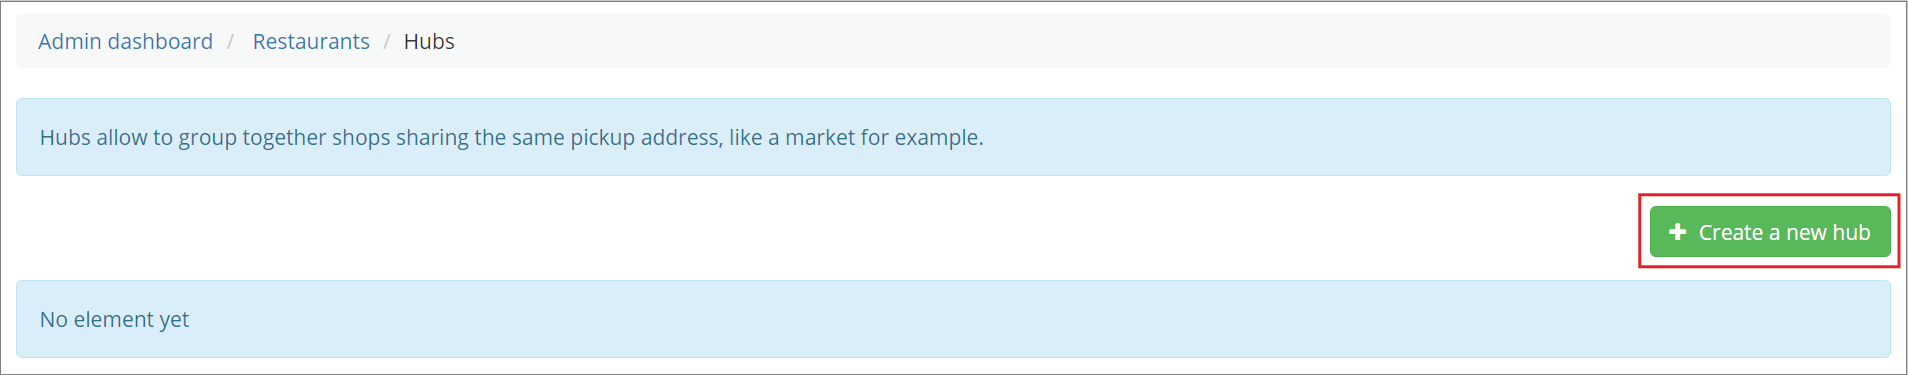 Admin dashboard / Restaurants / Hubs
Hubs allow to group together shops sharing the same pickup address, like a market for example.
Create a new hub
No element yet